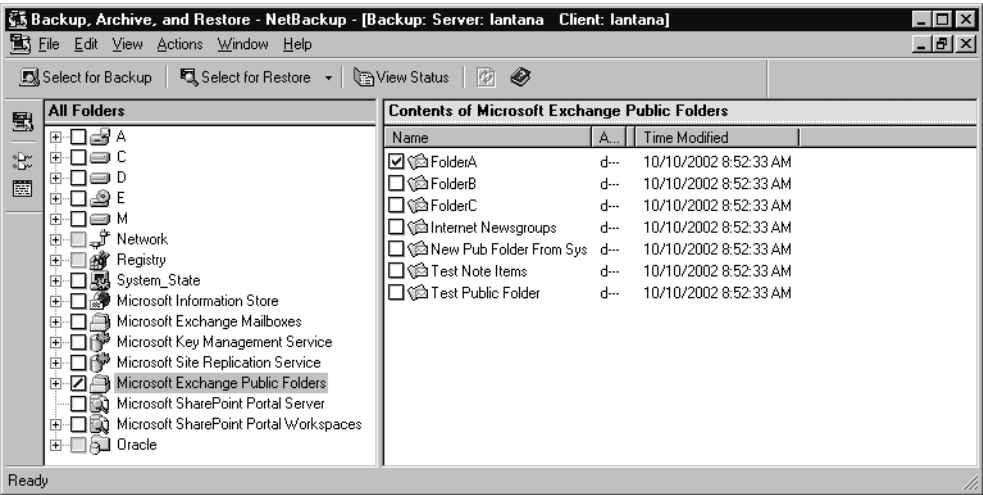 Backup, Archive, and Restore - NetBackup - [Backup: Server: lantana   Client: lantana]
File Edit View Actions Window Help
Select for Backup Select for Restore View Status
All Folders
A
C
D
E
M
Network
Registry
System_State
Microsoft Information Store
Microsoft Exchange Mailboxes
Microsoft Key Management Service
Microsoft Site Replication Service
Microsoft Exchange Public Folders
Microsoft SharePoint Portal Server
Microsoft SharePoint Portal Workspaces
Oracle
Contents of Microsoft Exchange Public Folders
Name A... Time Modified
FolderA d--- 10/10/2002 8:52:33 AM
FolderB d--- 10/10/2002 8:52:33 AM
FolderC d--- 10/10/2002 8:52:33 AM
Internet Newsgroups d--- 10/10/2002 8:52:33 AM
New Pub Folder From Sys d--- 10/10/2002 8:52:33 AM
Test Note Items d--- 10/10/2002 8:52:33 AM
Test Public Folder d--- 10/10/2002 8:52:33 AM
Ready